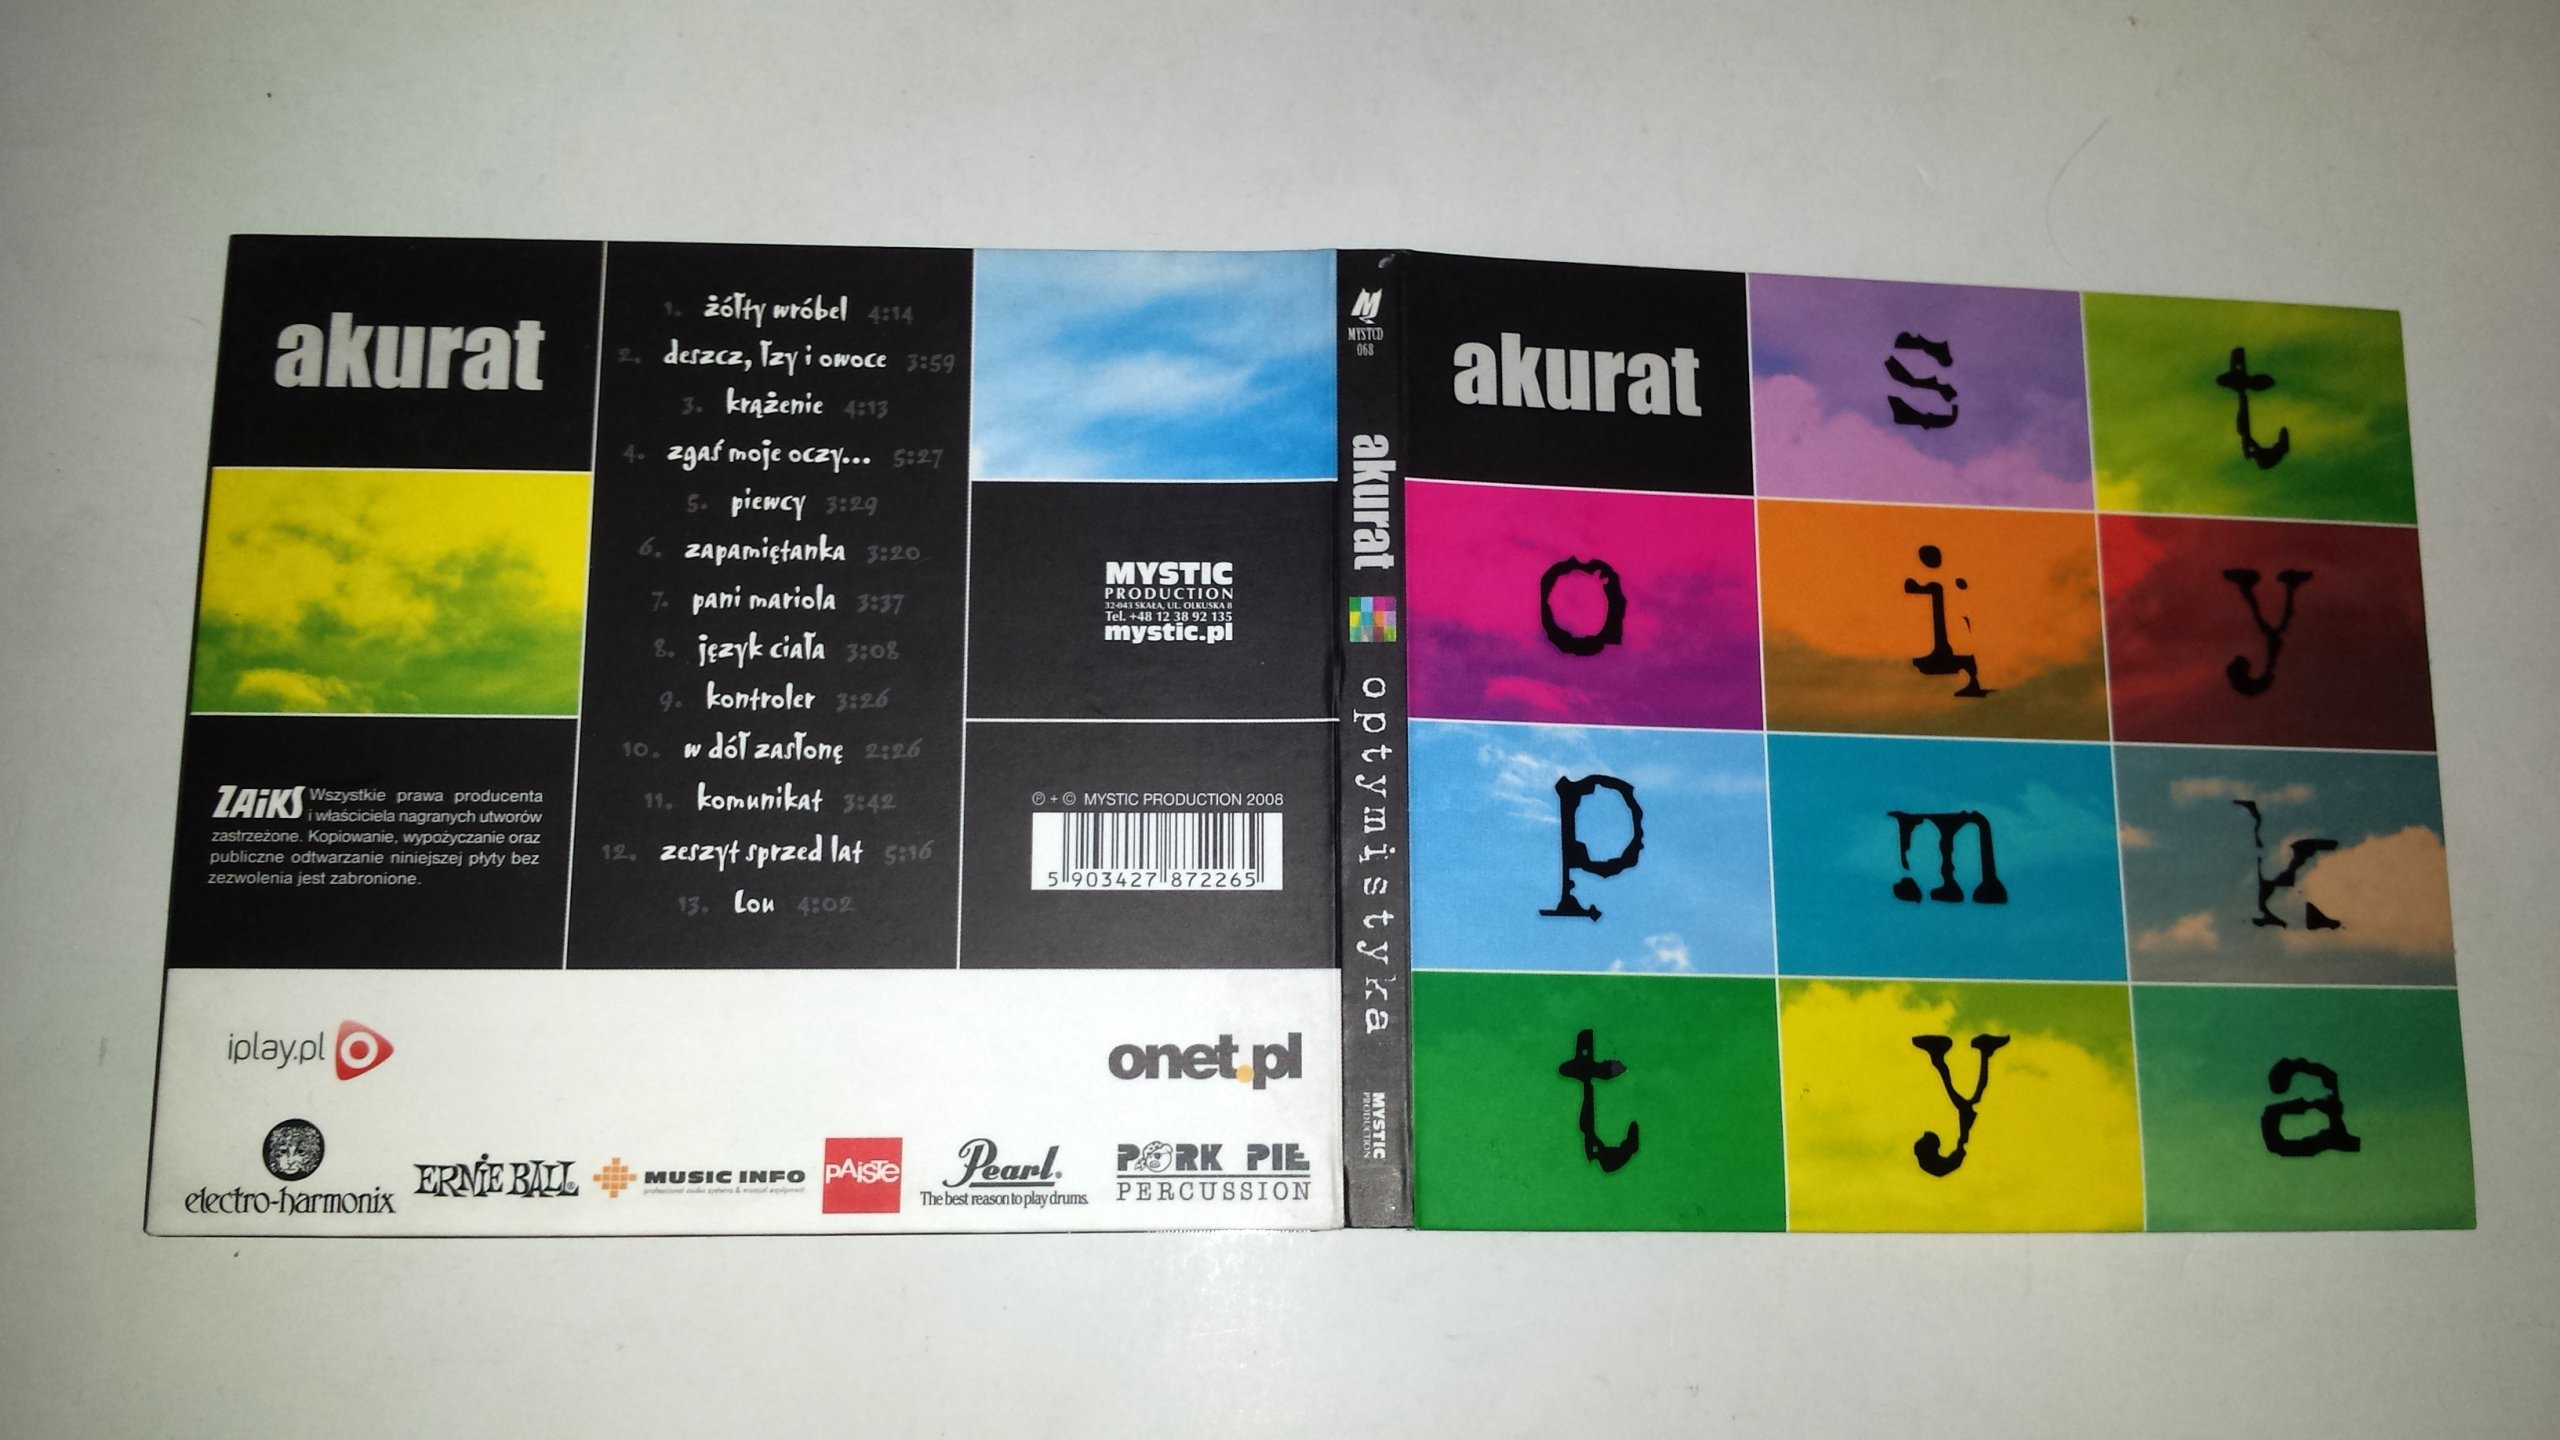 akurat
1. żółty wróbel 4:14
2. deszcz, łzy i owoce 3:59
3. krążenie 4:13
4. zgaś moje oczy... 5:27
5. piewcy 3:29
6. zapamiętanka 3:20
7. pani mariola 3:37
8. język ciała 3:08
9. kontroler 3:26
10. w dół zasłonę 2:26
11. komunikat 3:42
12. zeszyt sprzed lat 5:16
13. Lou 4:02
ZAiKS Wszystkie prawa producenta
i właściciela nagranych utworów
zastrzeżone. Kopiowanie, wypożyczanie oraz
publiczne odtwarzanie niniejszej płyty bez
zezwolenia jest zabronione.
MYSTIC
PRODUCTION
32-043 SKAŁA, UL. OLKUSKA 8
Tel. +48 12 38 92 135
mystic.pl
℗ + © MYSTIC PRODUCTION 2008
5 903427 872265
iplay.pl
onet.pl
electro-harmonix
ERNIE BALL®
MUSIC INFO
professional audio systems & musical equipment
PAiSTe
Pearl®
The best reason to play drums.
PORK PIE
PERCUSSION
M
MYSTCD
068
akurat
optymistyka
MYSTIC
PRODUCTION
akurat
s
t
o
i
y
p
m
k
t
y
a